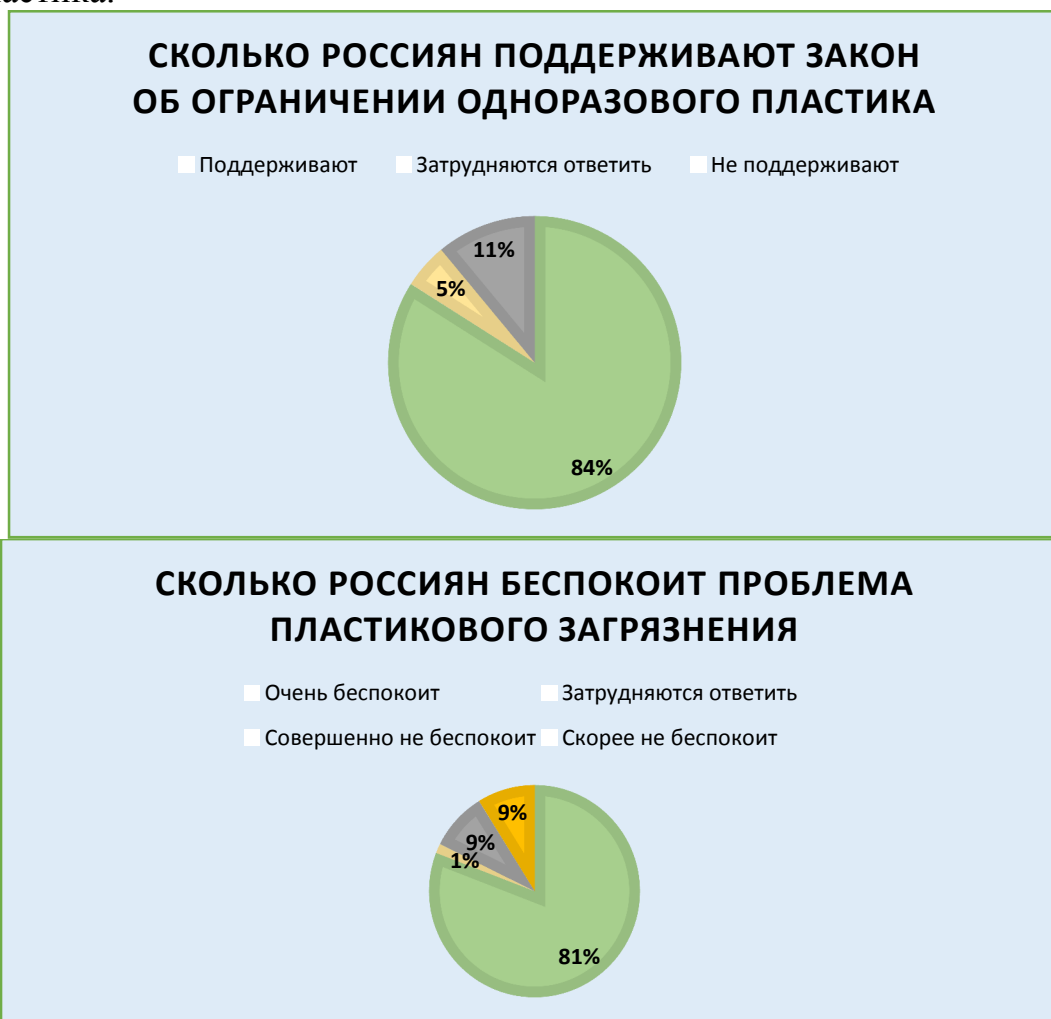 СКОЛЬКО РОССИЯН ПОДДЕРЖИВАЮТ ЗАКОН
ОБ ОГРАНИЧЕНИИ ОДНОРАЗОВОГО ПЛАСТИКА
Поддерживают Затрудняются ответить Не поддерживают
11%
5%
84%
СКОЛЬКО РОССИЯН БЕСПОКОИТ ПРОБЛЕМА
ПЛАСТИКОВОГО ЗАГРЯЗНЕНИЯ
Очень беспокоит Затрудняются ответить
Совершенно не беспокоит Скорее не беспокоит
9%
9%
1%
81%